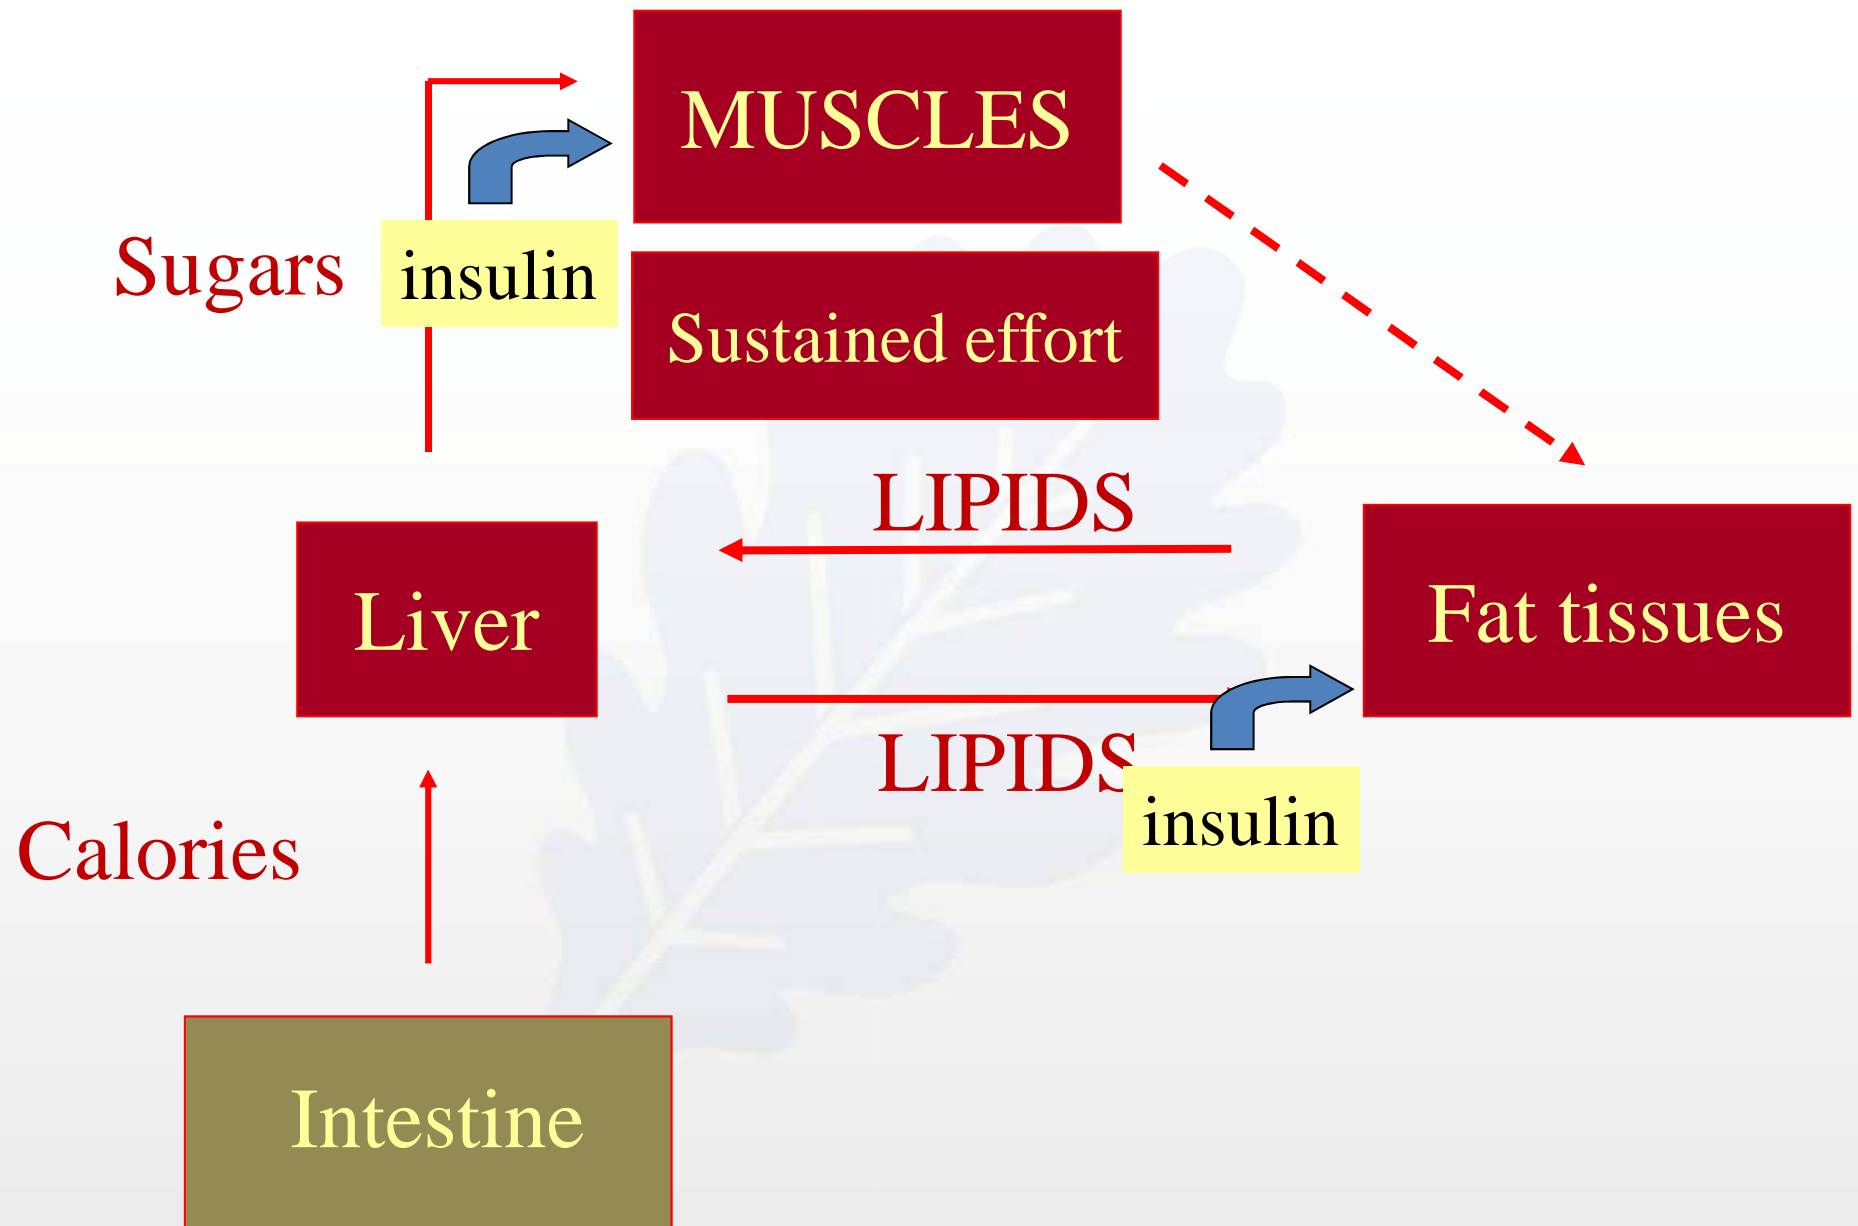 MUSCLES
Sugars
insulin
Sustained effort
LIPIDS
Liver
Fat tissues
LIPIDS
insulin
Calories
Intestine